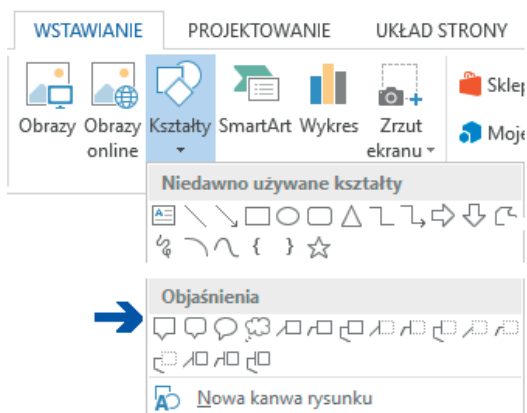 WSTAWIANIE PROJEKTOWANIE UKŁAD STRONY
Obrazy Obrazy online Kształty SmartArt Wykres Zrzut ekranu
Niedawno używane kształty
Objaśnienia
Nowa kanwa rysunku